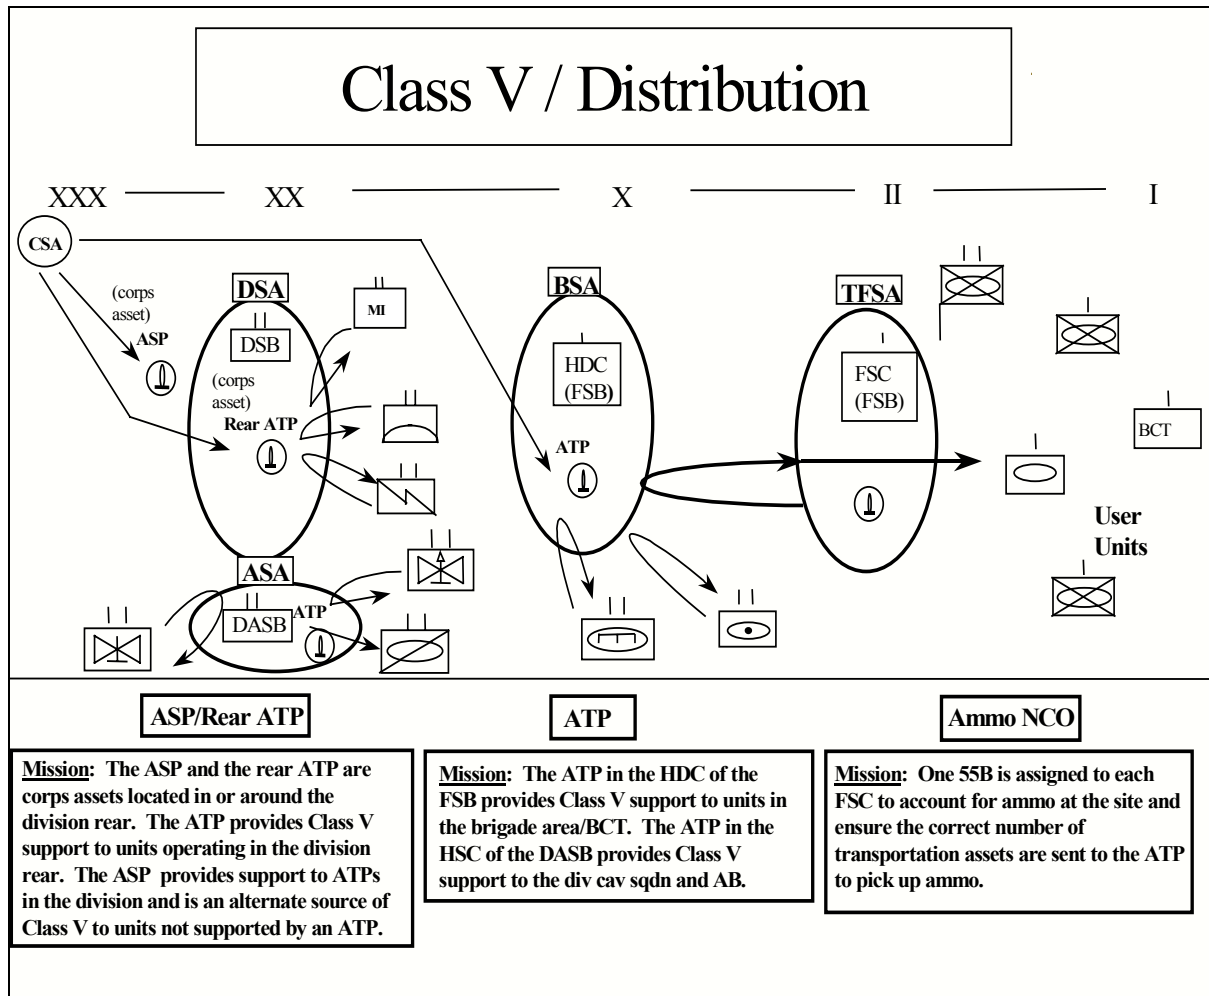 Class V / Distribution
XXX
XX
X
II
I
CSA
(corps
asset)
ASP
DSA
DSB
(corps
asset)
Rear ATP
MI
ASA
DASB
ATP
BSA
HDC
(FSB)
ATP
TFSA
FSC
(FSB)
BCT
User
Units
ASP/Rear ATP
Mission: The ASP and the rear ATP are
corps assets located in or around the
division rear. The ATP provides Class V
support to units operating in the division
rear. The ASP provides support to ATPs
in the division and is an alternate source of
Class V to units not supported by an ATP.
ATP
Mission: The ATP in the HDC of the
FSB provides Class V support to units in
the brigade area/BCT. The ATP in the
HSC of the DASB provides Class V
support to the div cav sqdn and AB.
Ammo NCO
Mission: One 55B is assigned to each
FSC to account for ammo at the site and
ensure the correct number of
transportation assets are sent to the ATP
to pick up ammo.